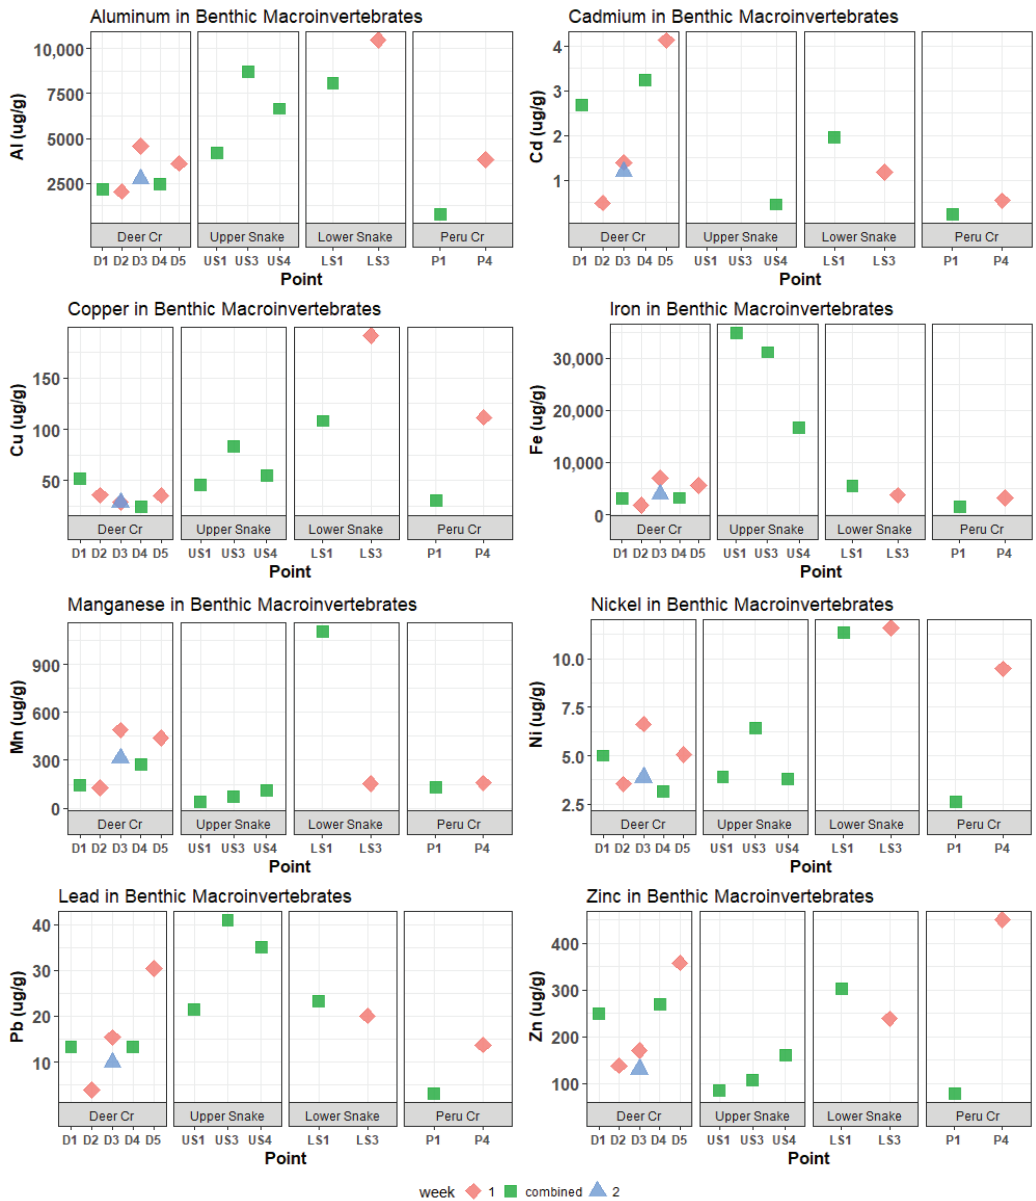 Aluminum in Benthic Macroinvertebrates
Al (ug/g)
10,000
7500
5000
2500
Deer Cr Upper Snake Lower Snake Peru Cr
D1 D2 D3 D4 D5 US1 US3 US4 LS1 LS3 P1 P4
Point
Cadmium in Benthic Macroinvertebrates
Cd (ug/g)
4
3
2
1
Deer Cr Upper Snake Lower Snake Peru Cr
D1 D2 D3 D4 D5 US1 US3 US4 LS1 LS3 P1 P4
Point
Copper in Benthic Macroinvertebrates
Cu (ug/g)
150
100
50
Deer Cr Upper Snake Lower Snake Peru Cr
D1 D2 D3 D4 D5 US1 US3 US4 LS1 LS3 P1 P4
Point
Iron in Benthic Macroinvertebrates
Fe (ug/g)
30,000
20,000
10,000
0
Deer Cr Upper Snake Lower Snake Peru Cr
D1 D2 D3 D4 D5 US1 US3 US4 LS1 LS3 P1 P4
Point
Manganese in Benthic Macroinvertebrates
Mn (ug/g)
900
600
300
0
Deer Cr Upper Snake Lower Snake Peru Cr
D1 D2 D3 D4 D5 US1 US3 US4 LS1 LS3 P1 P4
Point
Nickel in Benthic Macroinvertebrates
Ni (ug/g)
10.0
7.5
5.0
2.5
Deer Cr Upper Snake Lower Snake Peru Cr
D1 D2 D3 D4 D5 US1 US3 US4 LS1 LS3 P1 P4
Point
Lead in Benthic Macroinvertebrates
Pb (ug/g)
40
30
20
10
Deer Cr Upper Snake Lower Snake Peru Cr
D1 D2 D3 D4 D5 US1 US3 US4 LS1 LS3 P1 P4
Point
Zinc in Benthic Macroinvertebrates
Zn (ug/g)
400
300
200
100
Deer Cr Upper Snake Lower Snake Peru Cr
D1 D2 D3 D4 D5 US1 US3 US4 LS1 LS3 P1 P4
Point
week 1 combined 2